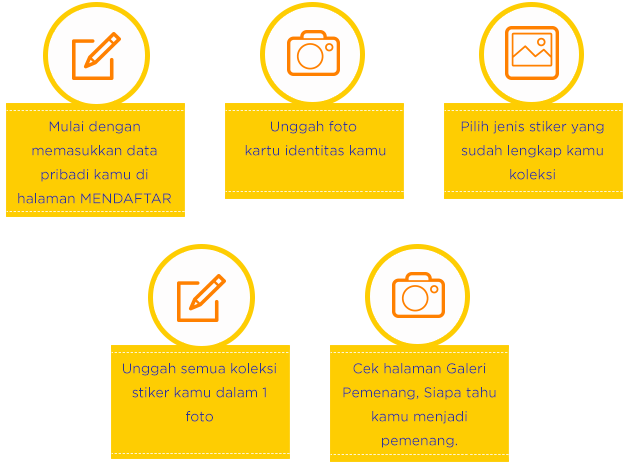 Mulai dengan
memasukkan data
pribadi kamu di
halaman MENDAFTAR
Unggah foto
kartu identitas kamu
Pilih jenis stiker yang
sudah lengkap kamu
koleksi
Unggah semua koleksi
stiker kamu dalam 1
foto
Cek halaman Galeri
Pemenang, Siapa tahu
kamu menjadi
pemenang.